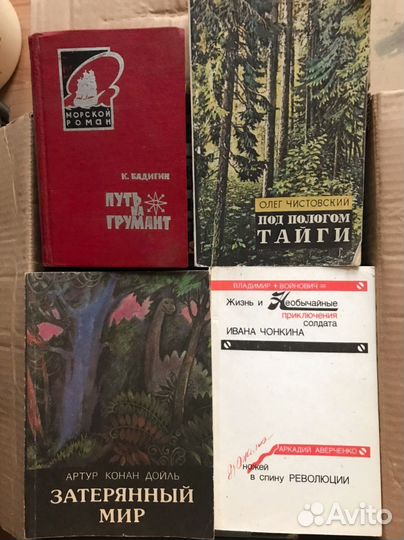 МОРСКОЙ
РОМАН
К. БАДИГИН
ПУТЬ НА
ГРУМАНТ
ОЛЕГ ЧИСТОВСКИЙ
ПОД ПОЛОГОМ
ТАЙГИ
АРТУР КОНАН ДОЙЛЬ
ЗАТЕРЯННЫЙ
МИР
ВЛАДИМИР ВОЙНОВИЧ
Жизнь и Необычайные
приключения
солдата
ИВАНА ЧОНКИНА
АРКАДИЙ АВЕРЧЕНКО
Дюжина
ножей
в спину РЕВОЛЮЦИИ
Avito